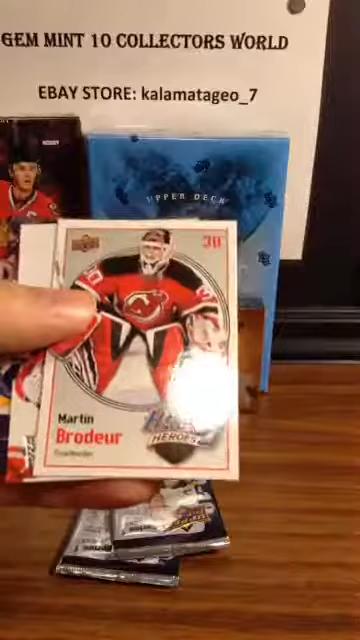 GEM MINT 10 COLLECTORS WORLD
EBAY STORE: kalamatageo_7
UPPER DECK
30
Martin
Brodeur
Goaltender
HEROES